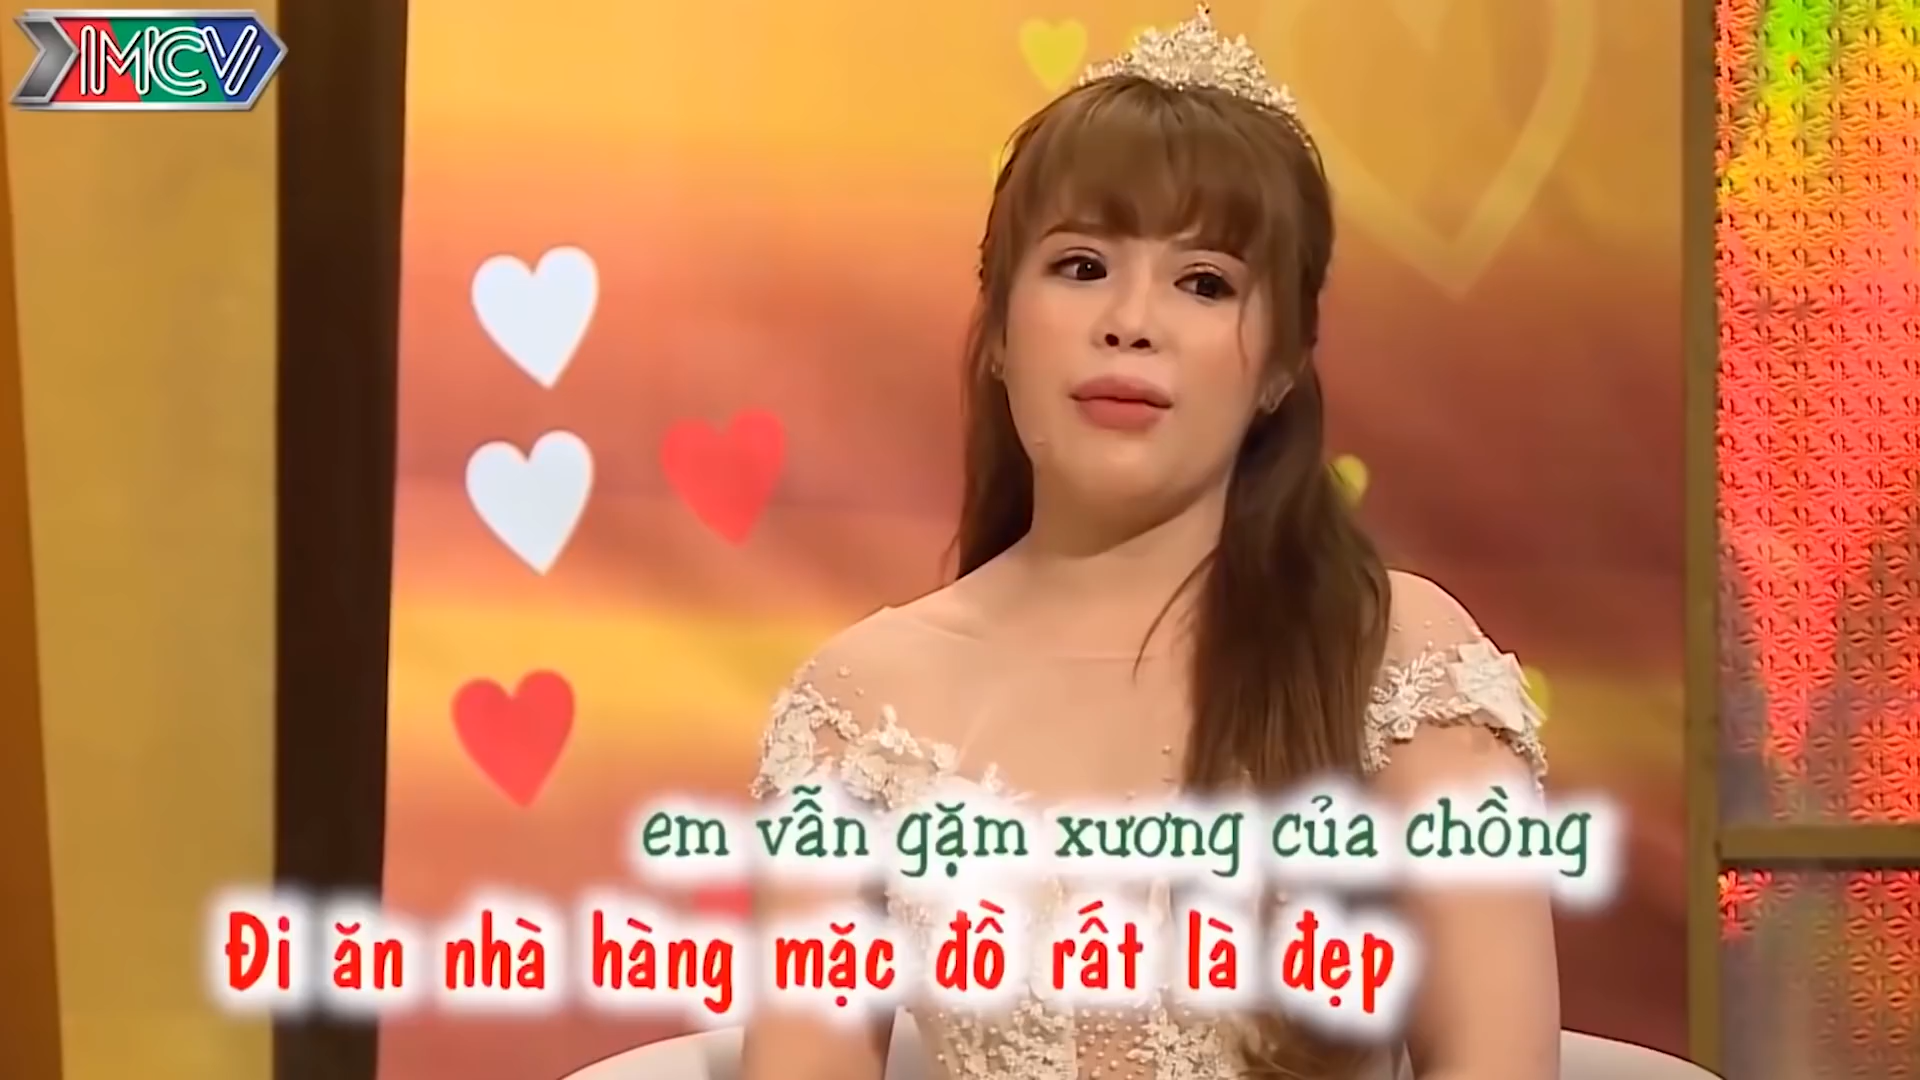 MCV
em vẫn gặm xương của chồng
Đi ăn nhà hàng mặc đồ rất là đẹp